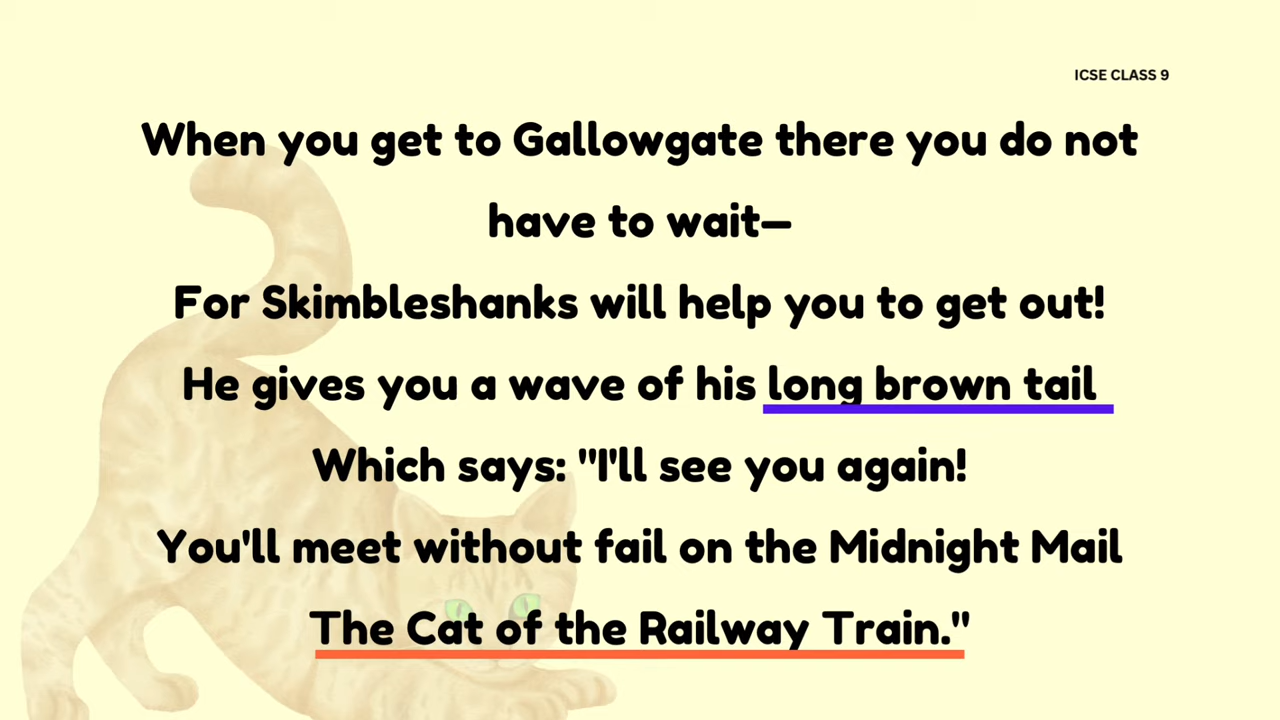 ICSE CLASS 9
When you get to Gallowgate there you do not
have to wait—
For Skimbleshanks will help you to get out!
He gives you a wave of his long brown tail
Which says: "I'll see you again!
You'll meet without fail on the Midnight Mail
The Cat of the Railway Train."